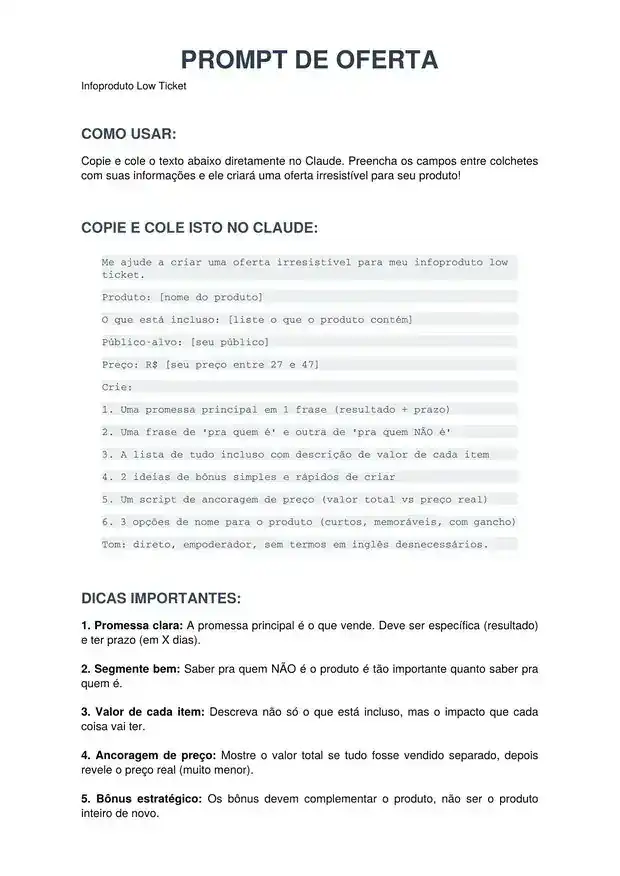 PROMPT DE OFERTA
Infoproduto Low Ticket
COMO USAR:
Copie e cole o texto abaixo diretamente no Claude. Preencha os campos entre colchetes
com suas informações e ele criará uma oferta irresistível para seu produto!
COPIE E COLE ISTO NO CLAUDE:
Me ajude a criar uma oferta irresistível para meu infoproduto low
ticket.
Produto: [nome do produto]
O que está incluso: [liste o que o produto contém]
Público-alvo: [seu público]
Preço: R$ [seu preço entre 27 e 47]
Crie:
1. Uma promessa principal em 1 frase (resultado + prazo)
2. Uma frase de 'pra quem é' e outra de 'pra quem NÃO é'
3. A lista de tudo incluso com descrição de valor de cada item
4. 2 ideias de bônus simples e rápidos de criar
5. Um script de ancoragem de preço (valor total vs preço real)
6. 3 opções de nome para o produto (curtos, memoráveis, com gancho)
Tom: direto, empoderador, sem termos em inglês desnecessários.
DICAS IMPORTANTES:
1. Promessa clara: A promessa principal é o que vende. Deve ser específica (resultado)
e ter prazo (em X dias).
2. Segmente bem: Saber pra quem NÃO é o produto é tão importante quanto saber pra
quem é.
3. Valor de cada item: Descreva não só o que está incluso, mas o impacto que cada
coisa vai ter.
4. Ancoragem de preço: Mostre o valor total se tudo fosse vendido separado, depois
revele o preço real (muito menor).
5. Bônus estratégico: Os bônus devem complementar o produto, não ser o produto
inteiro de novo.